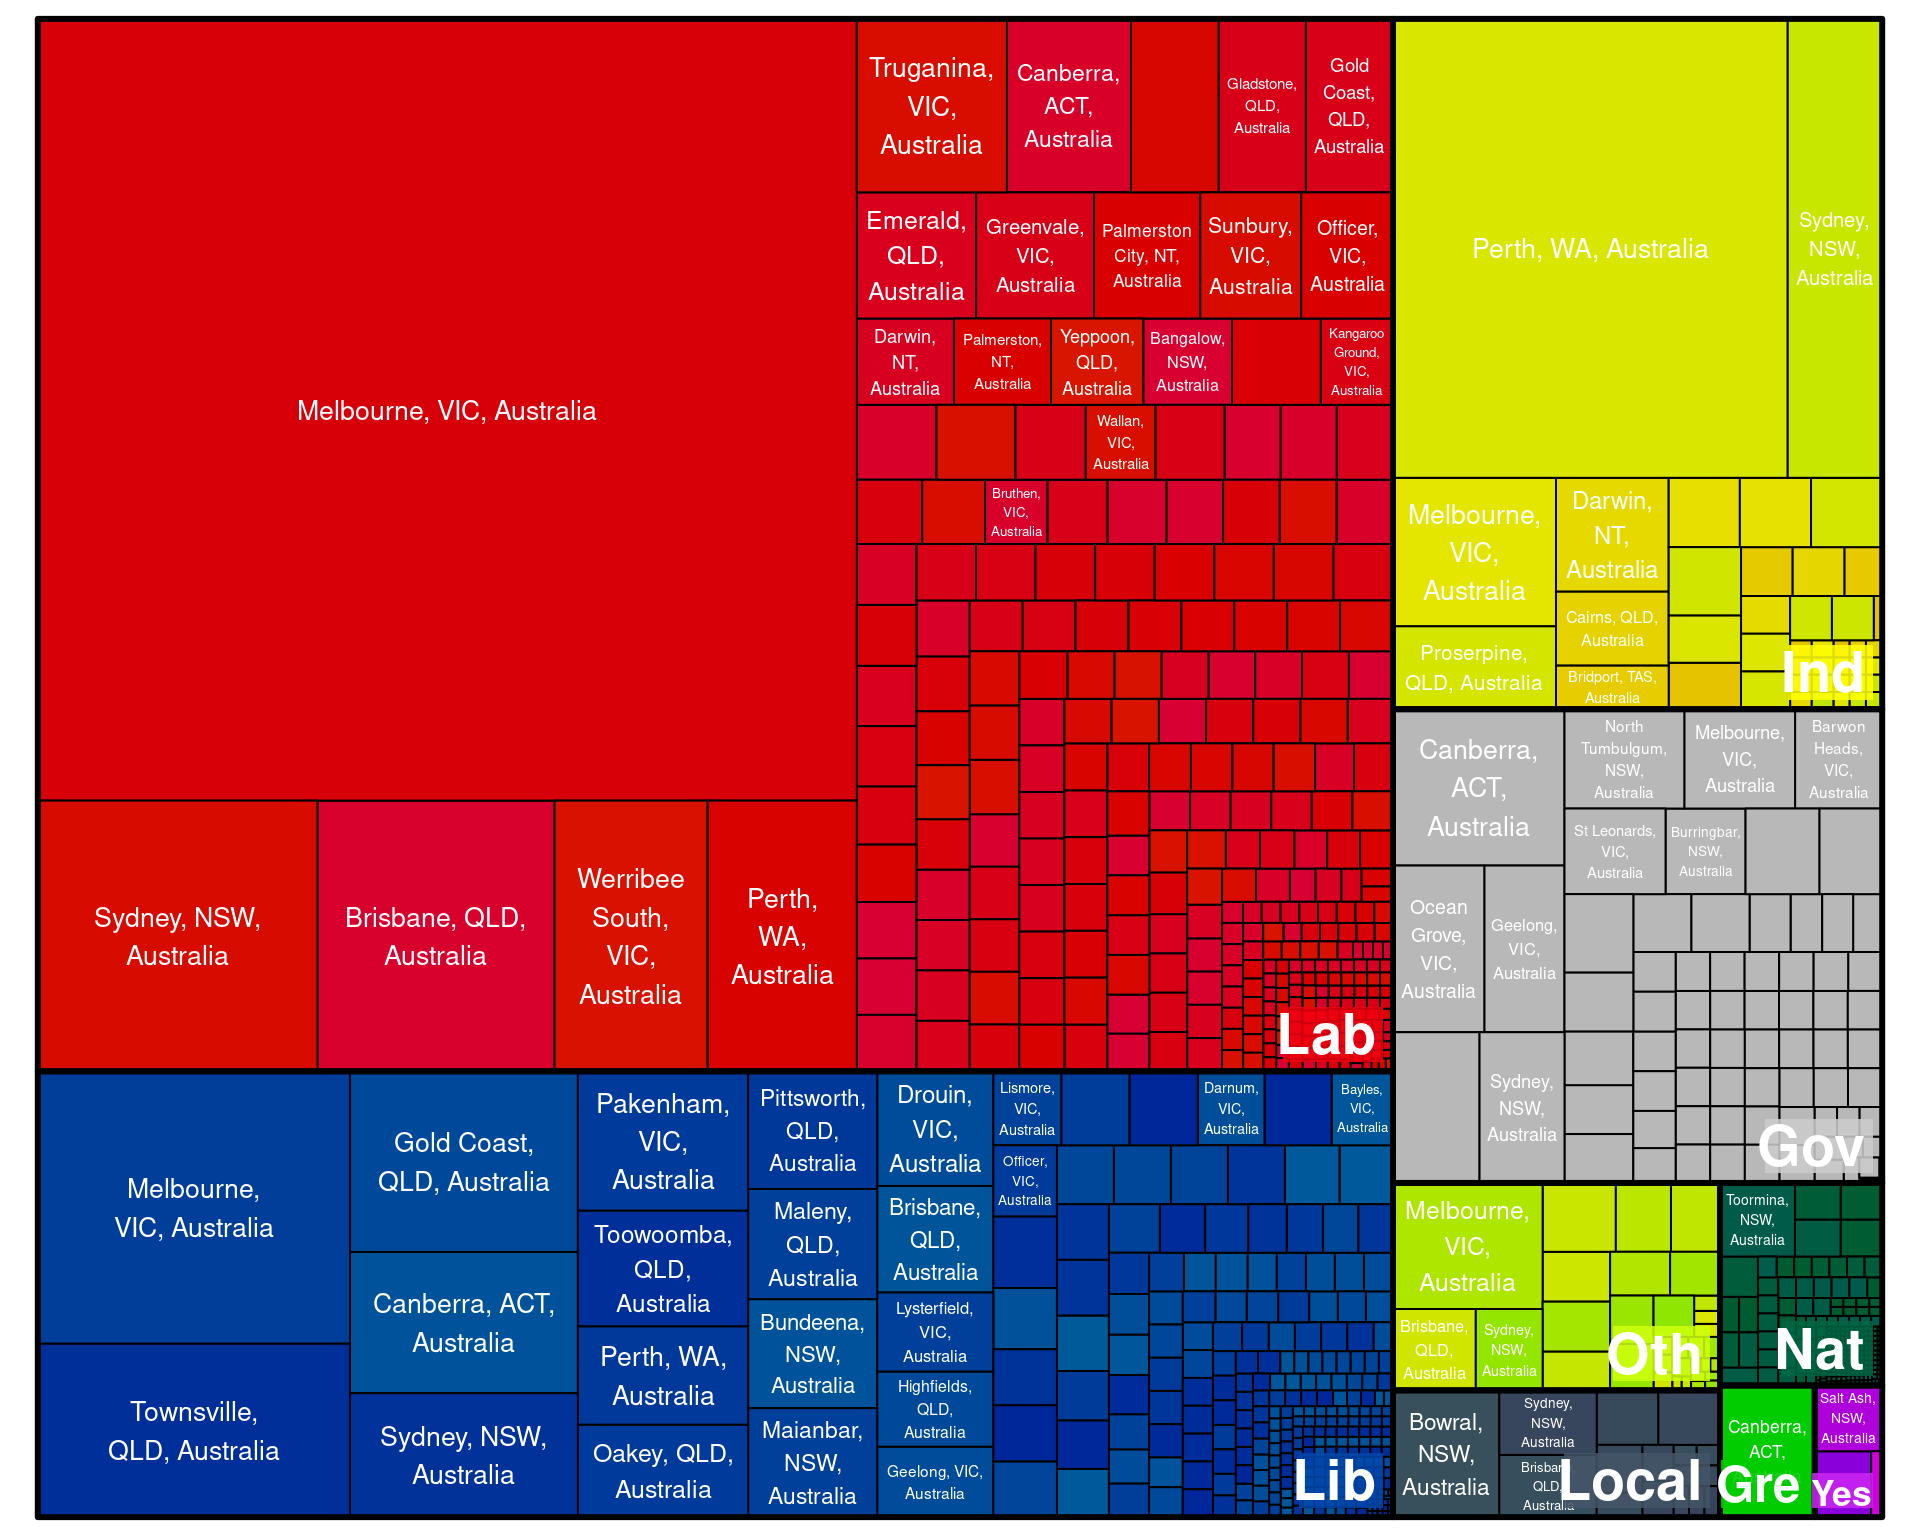 Melbourne, VIC, Australia
Sydney, NSW,
Australia
Brisbane, QLD,
Australia
Werribee
South,
VIC,
Australia
Perth,
WA,
Australia
Truganina,
VIC,
Australia
Canberra,
ACT,
Australia
Gladstone,
QLD,
Australia
Gold
Coast,
QLD,
Australia
Emerald,
QLD,
Australia
Greenvale,
VIC,
Australia
Palmerston
City, NT,
Australia
Sunbury,
VIC,
Australia
Officer,
VIC,
Australia
Darwin,
NT,
Australia
Palmerston,
NT,
Australia
Yeppoon,
QLD,
Australia
Bangalow,
NSW,
Australia
Kangaroo
Ground,
VIC,
Australia
Wallan,
VIC,
Australia
Bruthen,
VIC,
Australia
Lab
Perth, WA, Australia
Sydney,
NSW,
Australia
Melbourne,
VIC,
Australia
Darwin,
NT,
Australia
Cairns, QLD,
Australia
Proserpine,
QLD, Australia
Bridport, TAS,
Australia
Ind
Canberra,
ACT,
Australia
North
Tumbulgum,
NSW,
Australia
Melbourne,
VIC,
Australia
Barwon
Heads,
VIC,
Australia
St Leonards,
VIC,
Australia
Burringbar,
NSW,
Australia
Ocean
Grove,
VIC,
Australia
Geelong,
VIC,
Australia
Sydney,
NSW,
Australia
Gov
Melbourne,
VIC, Australia
Townsville,
QLD, Australia
Gold Coast,
QLD, Australia
Canberra, ACT,
Australia
Sydney, NSW,
Australia
Pakenham,
VIC,
Australia
Toowoomba,
QLD,
Australia
Perth, WA,
Australia
Oakey, QLD,
Australia
Pittsworth,
QLD,
Australia
Maleny,
QLD,
Australia
Bundeena,
NSW,
Australia
Maianbar,
NSW,
Australia
Drouin,
VIC,
Australia
Brisbane,
QLD,
Australia
Lysterfield,
VIC,
Australia
Highfields,
QLD,
Australia
Geelong, VIC,
Australia
Lismore,
VIC,
Australia
Darnum,
VIC,
Australia
Bayles,
VIC,
Australia
Officer,
VIC,
Australia
Lib
Melbourne,
VIC,
Australia
Brisbane,
QLD,
Australia
Sydney,
NSW,
Australia
Oth
Toormina,
NSW,
Australia
Nat
Bowral,
NSW,
Australia
Sydney,
NSW,
Australia
Brisbane,
QLD,
Australia
Local
Canberra,
ACT,
Gre
Salt Ash,
NSW,
Australia
Yes